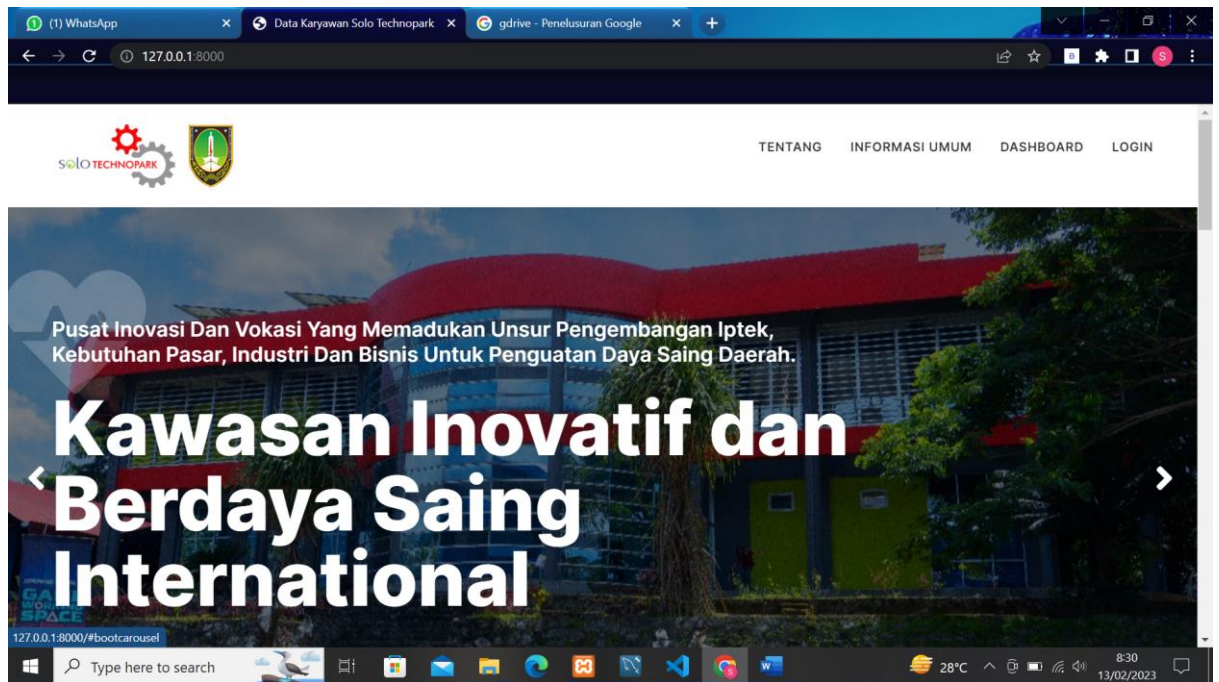 (1) WhatsApp
Data Karyawan Solo Technopark
gdrive - Penelusuran Google
127.0.0.1:8000
B
S
solo TECHNOPARK
TENTANG
INFORMASI UMUM
DASHBOARD
LOGIN
Pusat Inovasi Dan Vokasi Yang Memadukan Unsur Pengembangan Iptek,
Kebutuhan Pasar, Industri Dan Bisnis Untuk Penguatan Daya Saing Daerah.
Kawasan Inovatif dan
Berdaya Saing
International
SPACE
127.0.0.1:8000/#bootcarousel
Type here to search
28°C
8:30
13/02/2023